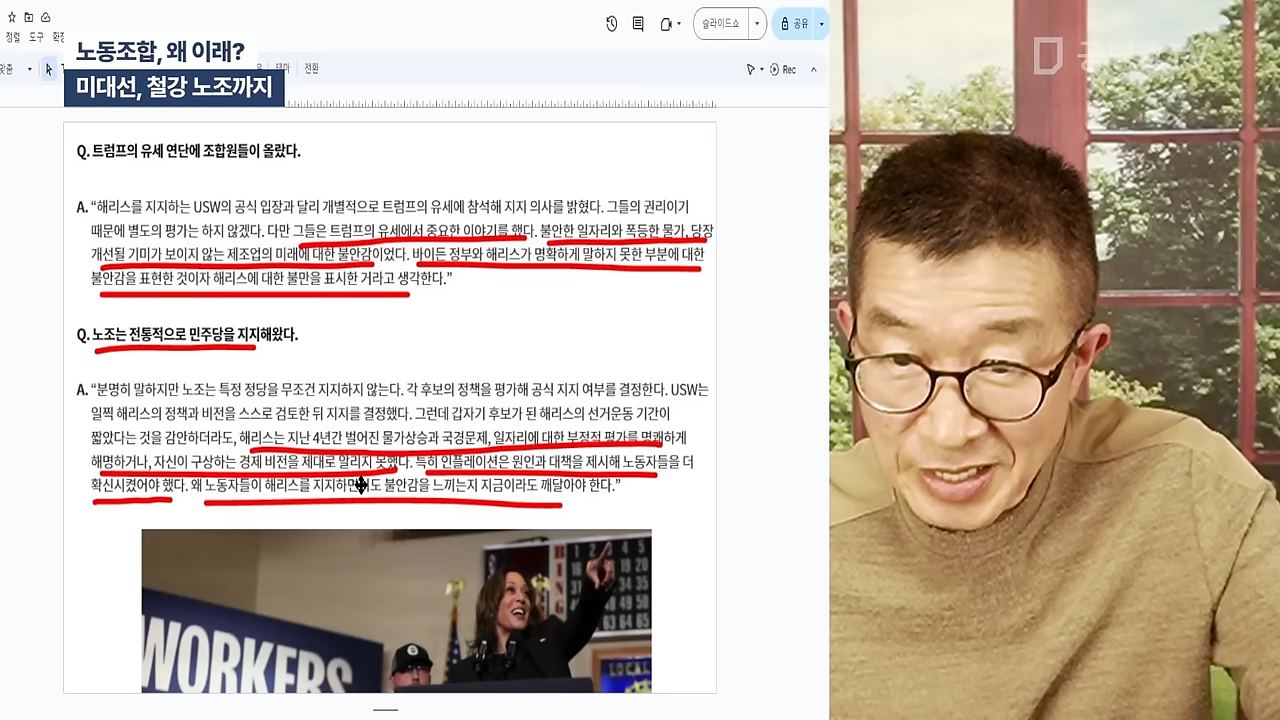 노동조합, 왜 이래?
미대선, 철강 노조까지
정렬 도구
슬라이드쇼
공유
테마 전환
Rec
Q. 트럼프의 유세 연단에 조합원들이 올랐다.
A. “해리스를 지지하는 USW의 공식 입장과 달리 개별적으로 트럼프의 유세에 참석해 지지 의사를 밝혔다. 그들의 권리이기
때문에 별도의 평가는 하지 않겠다. 다만 그들은 트럼프의 유세에서 중요한 이야기를 했다. 불안한 일자리와 폭등한 물가, 당장
개선될 기미가 보이지 않는 제조업의 미래에 대한 불안감이었다. 바이든 정부와 해리스가 명확하게 말하지 못한 부분에 대한
불안감을 표현한 것이자 해리스에 대한 불만을 표시한 거라고 생각한다.”
Q. 노조는 전통적으로 민주당을 지지해왔다.
A. “분명히 말하지만 노조는 특정 정당을 무조건 지지하지 않는다. 각 후보의 정책을 평가해 공식 지지 여부를 결정한다. USW는
일찍 해리스의 정책과 비전을 스스로 검토한 뒤 지지를 결정했다. 그런데 갑자기 후보가 된 해리스의 선거운동 기간이
짧았다는 것을 감안하더라도, 해리스는 지난 4년간 벌어진 물가상승과 국경문제, 일자리에 대한 부정적 평가를 명쾌하게
해명하거나, 자신이 구상하는 경제 비전을 제대로 알리지 못했다. 특히 인플레이션은 원인과 대책을 제시해 노동자들을 더
확신시켰어야 했다. 왜 노동자들이 해리스를 지지하면서도 불안감을 느끼는지 지금이라도 깨달아야 한다.”
WORKERS
BING
1 2 3 4 5
LOCAL